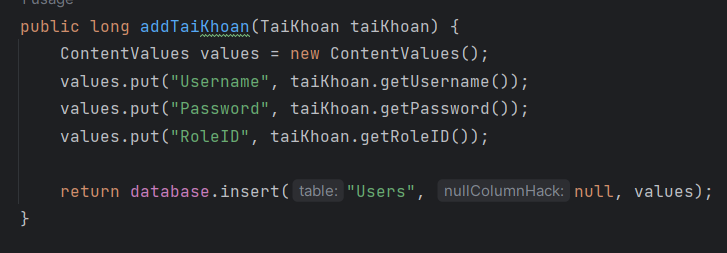 usage
public long addTaiKhoan(TaiKhoan taiKhoan) {
ContentValues values = new ContentValues();
values.put("Username", taiKhoan.getUsername());
values.put("Password", taiKhoan.getPassword());
values.put("RoleID", taiKhoan.getRoleID());
return database.insert( table: "Users", nullColumnHack: null, values);
}